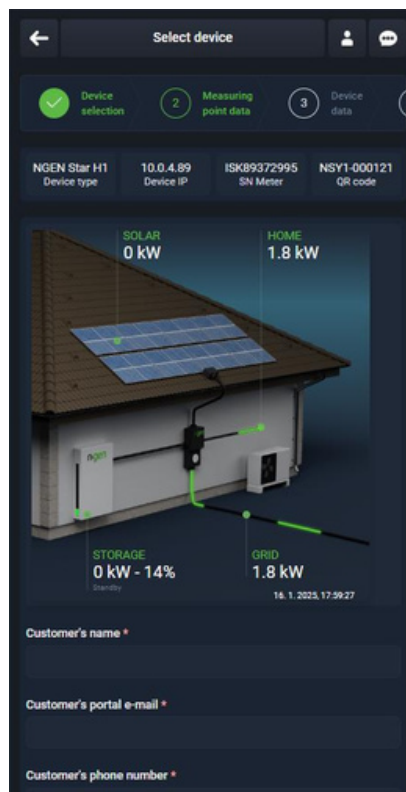 Select device
Device
selection
2
Measuring
point data
3
Device
data
NGEN Star H1
Device type
10.0.4.89
Device IP
ISK89372995
SN Meter
NSY1-000121
QR code
SOLAR
0 kW
HOME
1.8 kW
ngen
STORAGE
0 kW - 14%
Standby
GRID
1.8 kW
16. 1. 2025, 17:59:27
Customer's name *
Customer's portal e-mail *
Customer's phone number *